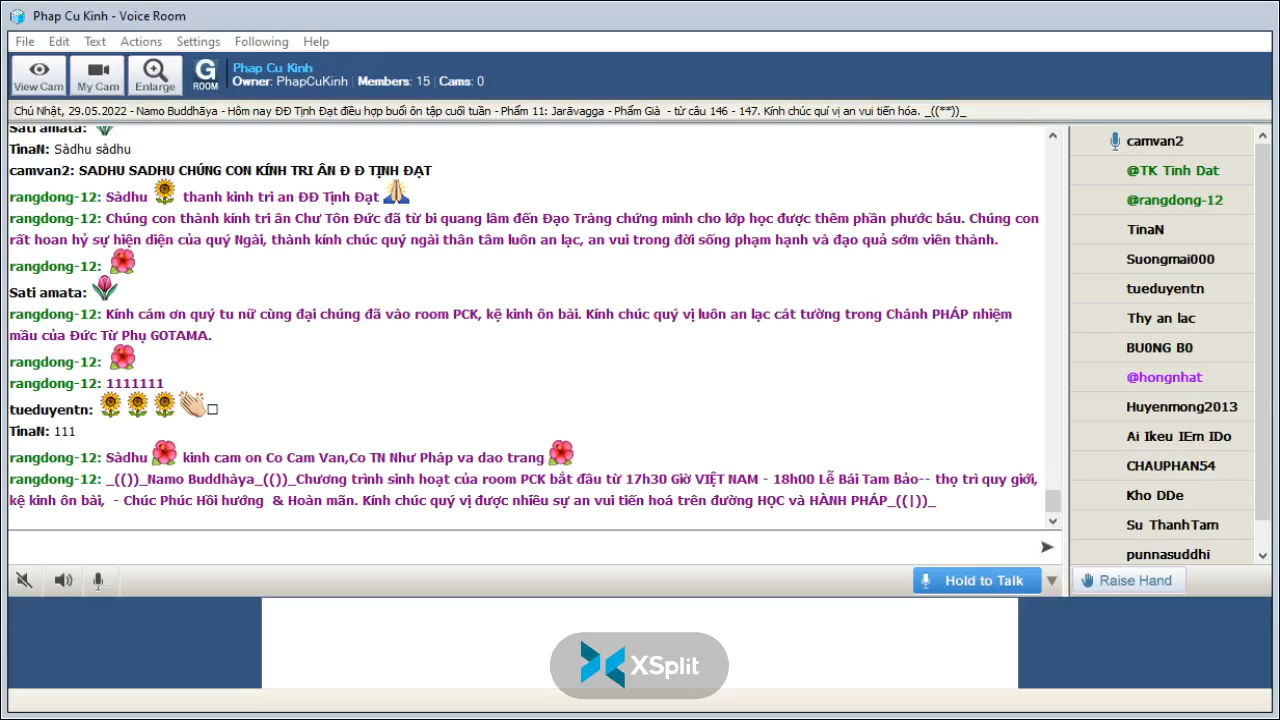 Phap Cu Kinh - Voice Room
File Edit Text Actions Settings Following Help
View Cam My Cam Enlarge G ROOM
Phap Cu Kinh
Owner: PhapCuKinh | Members: 15 | Cams: 0
Chủ Nhật, 29.05.2022 - Namo Buddhāya - Hôm nay ĐĐ Tịnh Đạt điều hợp buổi ôn tập cuối tuần - Phẩm 11: Jarāvagga - Phẩm Già - từ câu 146 - 147. Kính chúc quí vị an vui tiến hóa. _((**))_
Sati amata:
TinaN: Sàdhu sàdhu
camvan2: SADHU SADHU CHÚNG CON KÍNH TRI ÂN Đ Đ TỊNH ĐẠT
rangdong-12: Sàdhu thanh kinh tri an ĐĐ Tịnh Đạt
rangdong-12: Chúng con thành kính tri ân Chư Tôn Đức đã từ bi quang lâm đến Đạo Tràng chứng minh cho lớp học được thêm phần phước báu. Chúng con
rất hoan hỷ sự hiện diện của quý Ngài, thành kính chúc quý ngài thân tâm luôn an lạc, an vui trong đời sống phạm hạnh và đạo quả sớm viên thành.
rangdong-12:
Sati amata:
rangdong-12: Kính cám ơn quý tu nữ cùng đại chúng đã vào room PCK, kệ kinh ôn bài. Kính chúc quý vị luôn an lạc cát tường trong Chánh PHÁP nhiệm
mầu của Đức Từ Phụ GOTAMA.
rangdong-12:
rangdong-12: 1111111
tueduyentn:
TinaN: 111
rangdong-12: Sàdhu kinh cam on Co Cam Van,Co TN Như Pháp va dao trang
rangdong-12: _(())_Namo Buddhàya_(())_Chương trình sinh hoạt của room PCK bắt đâu từ 17h30 Giờ VIỆT NAM - 18h00 Lễ Bái Tam Bảo-- thọ trì quy giới,
kệ kinh ôn bài, - Chúc Phúc Hồi hướng & Hoàn mãn. Kính chúc quý vị được nhiều sự an vui tiến hoá trên đường HỌC và HÀNH PHÁP_((|))_
Hold to Talk
camvan2
@TK Tinh Dat
@rangdong-12
TinaN
Suongmai000
tueduyentn
Thy an lac
BU0NG B0
@hongnhat
Huyenmong2013
Ai Ikeu IEm IDo
CHAUPHAN54
Kho DDe
Su ThanhTam
punnasuddhi
Raise Hand
XSplit